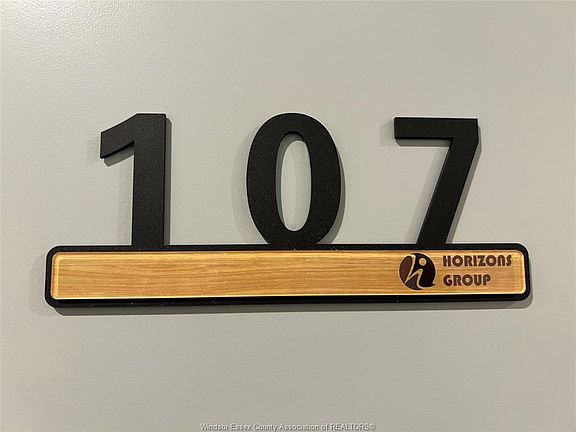 107
HORIZONS
GROUP
Windsor-Essex County Association of REALTORS®